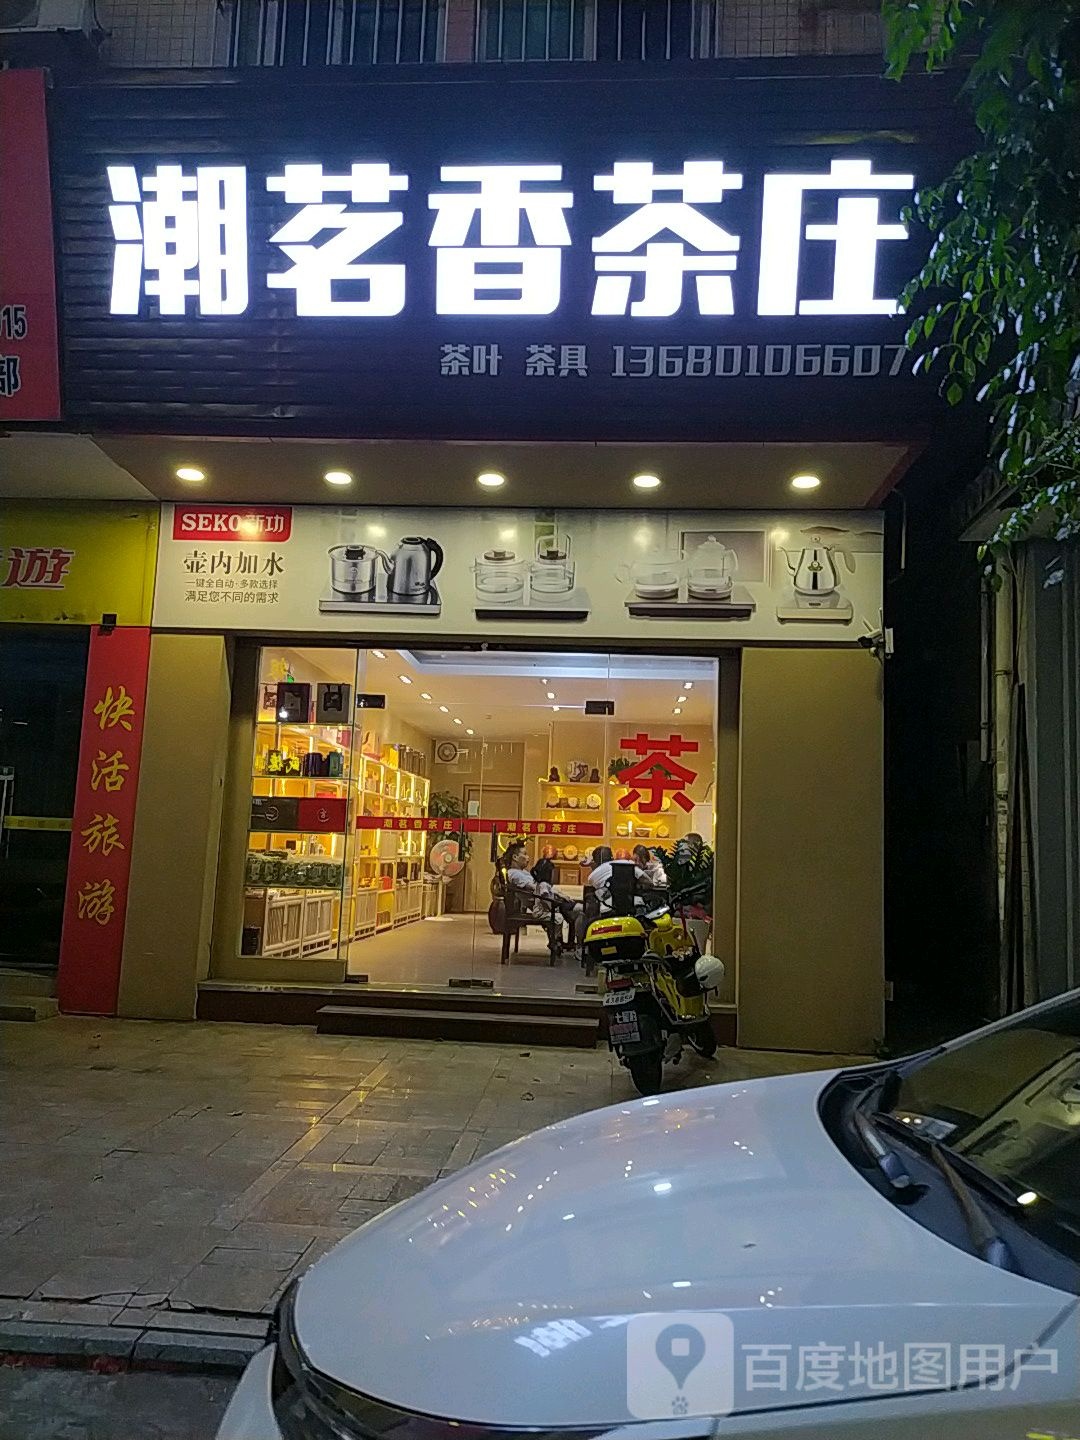 潮茗香茶庄
茶叶 茶具 13680106607
15
部
SEKO新功
壶内加水
一键全自动·多款选择
满足您不同的需求
游
快活旅游
茶
潮茗香茶庄 潮茗香茶庄
百度地图用户